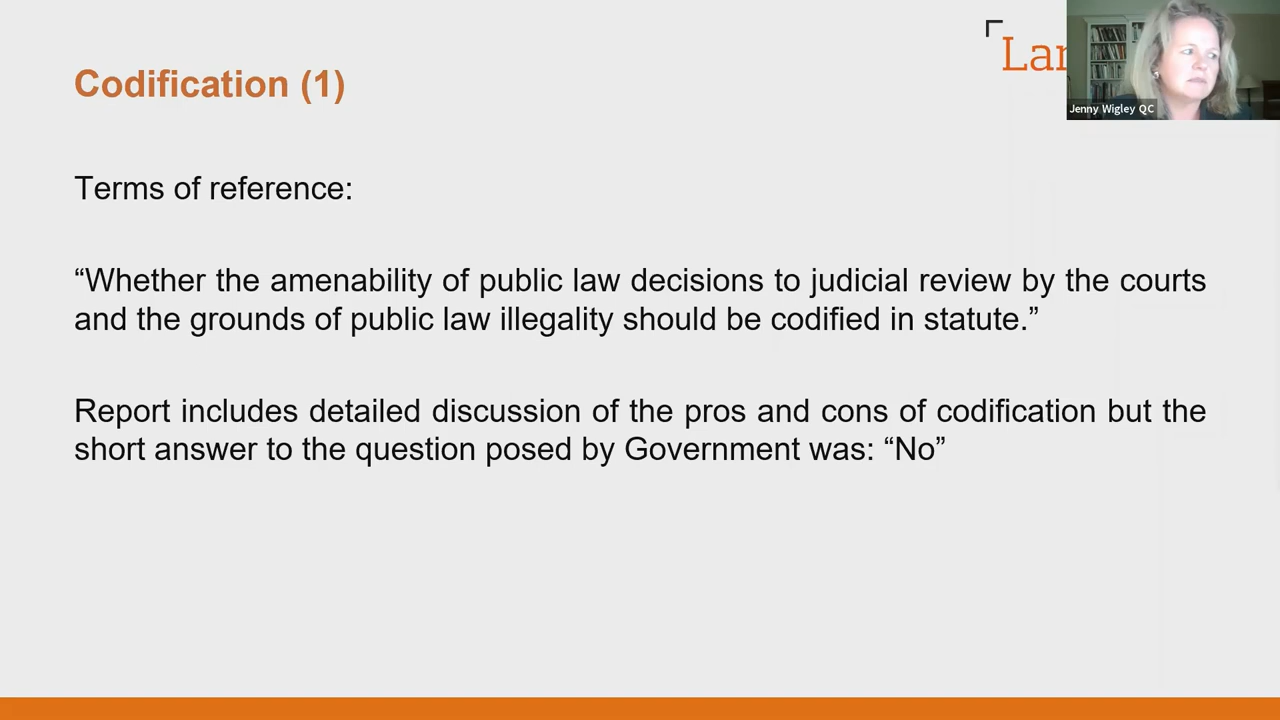 Codification (1)
Jenny Wigley QC
Terms of reference:
“Whether the amenability of public law decisions to judicial review by the courts
and the grounds of public law illegality should be codified in statute.”
Report includes detailed discussion of the pros and cons of codification but the
short answer to the question posed by Government was: “No”